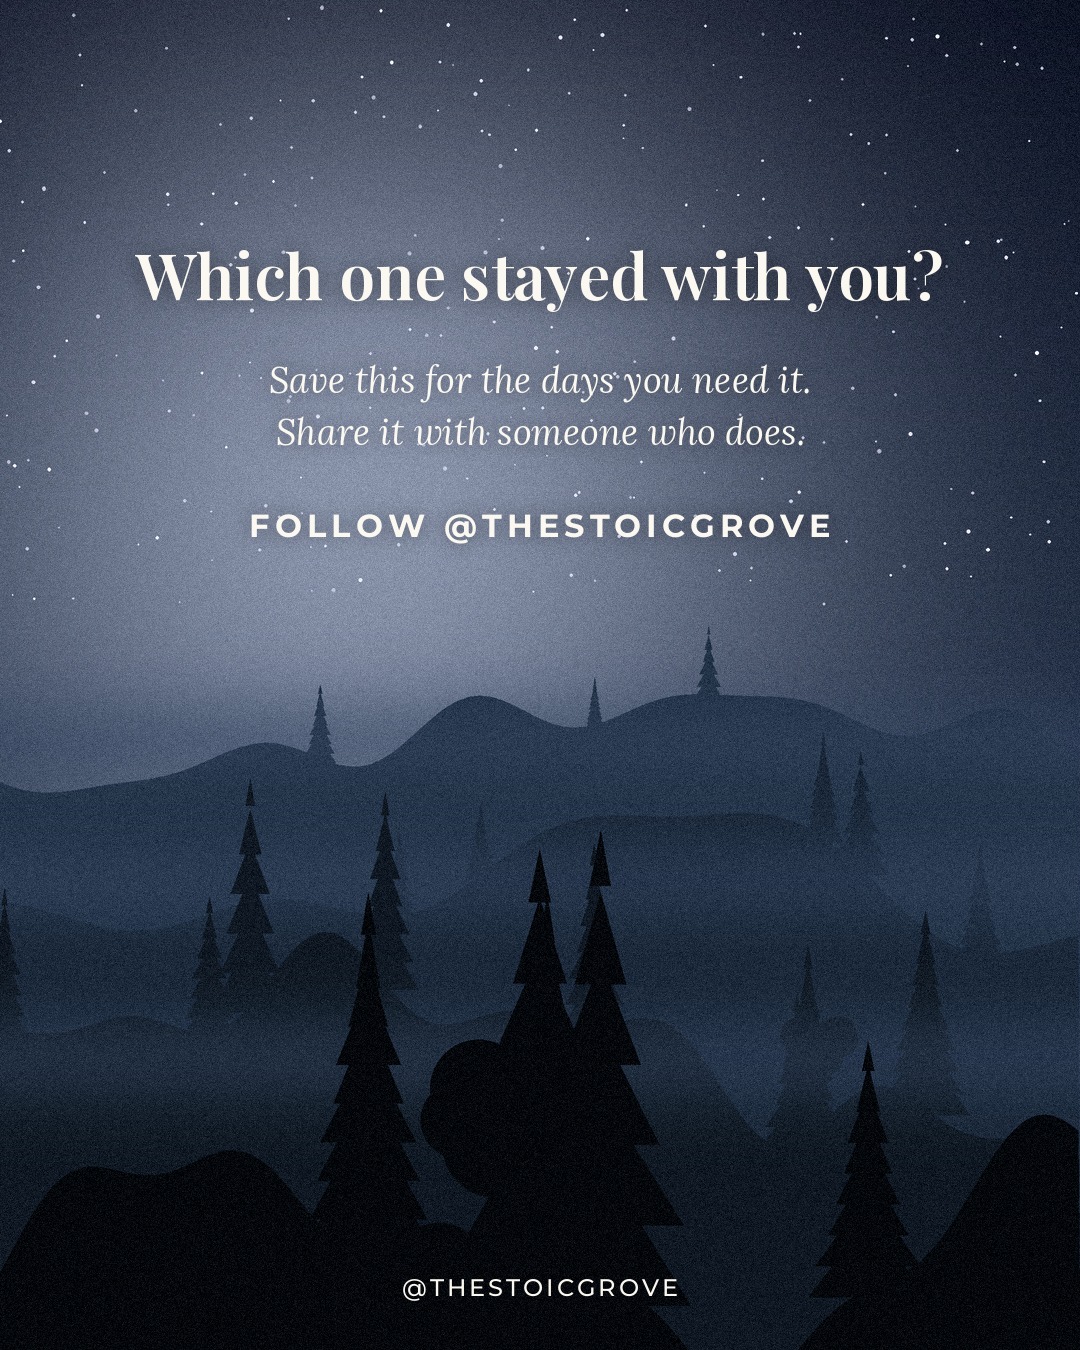 Which one stayed with you?
Save this for the days you need it.
Share it with someone who does.
FOLLOW @THESTOICGROVE
@THESTOICGROVE